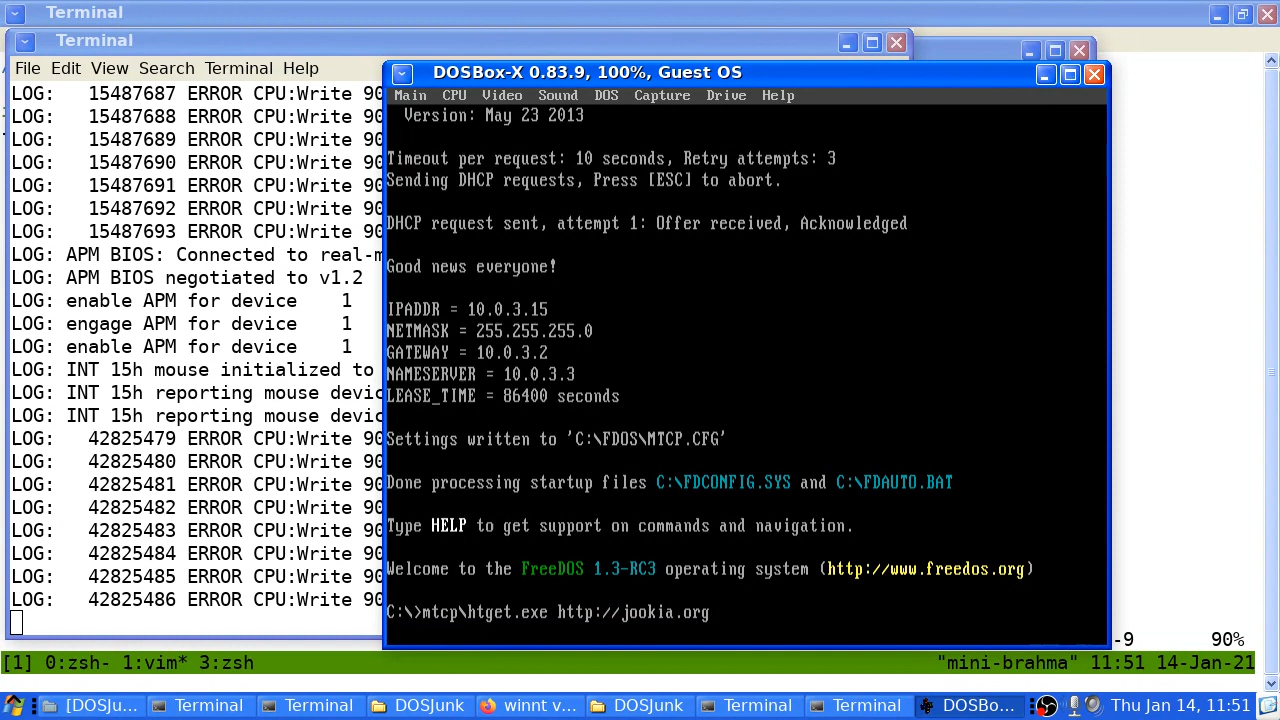 Terminal
Terminal
File Edit View Search Terminal Help
LOG:   15487687 ERROR CPU:Write 90
LOG:   15487688 ERROR CPU:Write 90
LOG:   15487689 ERROR CPU:Write 90
LOG:   15487690 ERROR CPU:Write 90
LOG:   15487691 ERROR CPU:Write 90
LOG:   15487692 ERROR CPU:Write 90
LOG:   15487693 ERROR CPU:Write 90
LOG: APM BIOS: Connected to real-m
LOG: APM BIOS negotiated to v1.2
LOG: enable APM for device    1
LOG: engage APM for device    1
LOG: enable APM for device    1
LOG: INT 15h mouse initialized to
LOG: INT 15h reporting mouse devic
LOG: INT 15h reporting mouse devic
LOG:   42825479 ERROR CPU:Write 90
LOG:   42825480 ERROR CPU:Write 90
LOG:   42825481 ERROR CPU:Write 90
LOG:   42825482 ERROR CPU:Write 90
LOG:   42825483 ERROR CPU:Write 90
LOG:   42825484 ERROR CPU:Write 90
LOG:   42825485 ERROR CPU:Write 90
LOG:   42825486 ERROR CPU:Write 90
DOSBox-X 0.83.9, 100%, Guest OS
Main CPU Video Sound DOS Capture Drive Help
Version: May 23 2013
Timeout per request: 10 seconds, Retry attempts: 3
Sending DHCP requests, Press [ESC] to abort.
DHCP request sent, attempt 1: Offer received, Acknowledged
Good news everyone!
IPADDR = 10.0.3.15
NETMASK = 255.255.255.0
GATEWAY = 10.0.3.2
NAMESERVER = 10.0.3.3
LEASE_TIME = 86400 seconds
Settings written to 'C:\FDOS\MTCP.CFG'
Done processing startup files C:\FDCONFIG.SYS and C:\FDAUTO.BAT
Type HELP to get support on commands and navigation.
Welcome to the FreeDOS 1.3-RC3 operating system (http://www.freedos.org)
C:\>mtcp\htget.exe http://jookia.org
-9 90%
[1] 0:zsh- 1:vim* 3:zsh "mini-brahma" 11:51 14-Jan-21
[DOSJu... Terminal Terminal DOSJunk winnt v... DOSJunk Terminal Terminal DOSBo... Thu Jan 14, 11:51